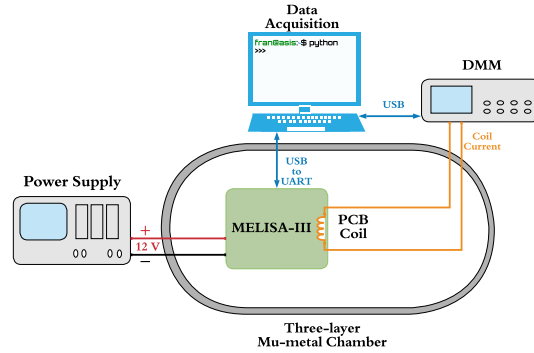 Data
Acquisition
fran@asis:~$ python
>>>
DMM
USB
Coil
Current
USB
to
UART
Power Supply
MELISA-III
PCB
Coil
+
12 V
−
Three-layer
Mu-metal Chamber